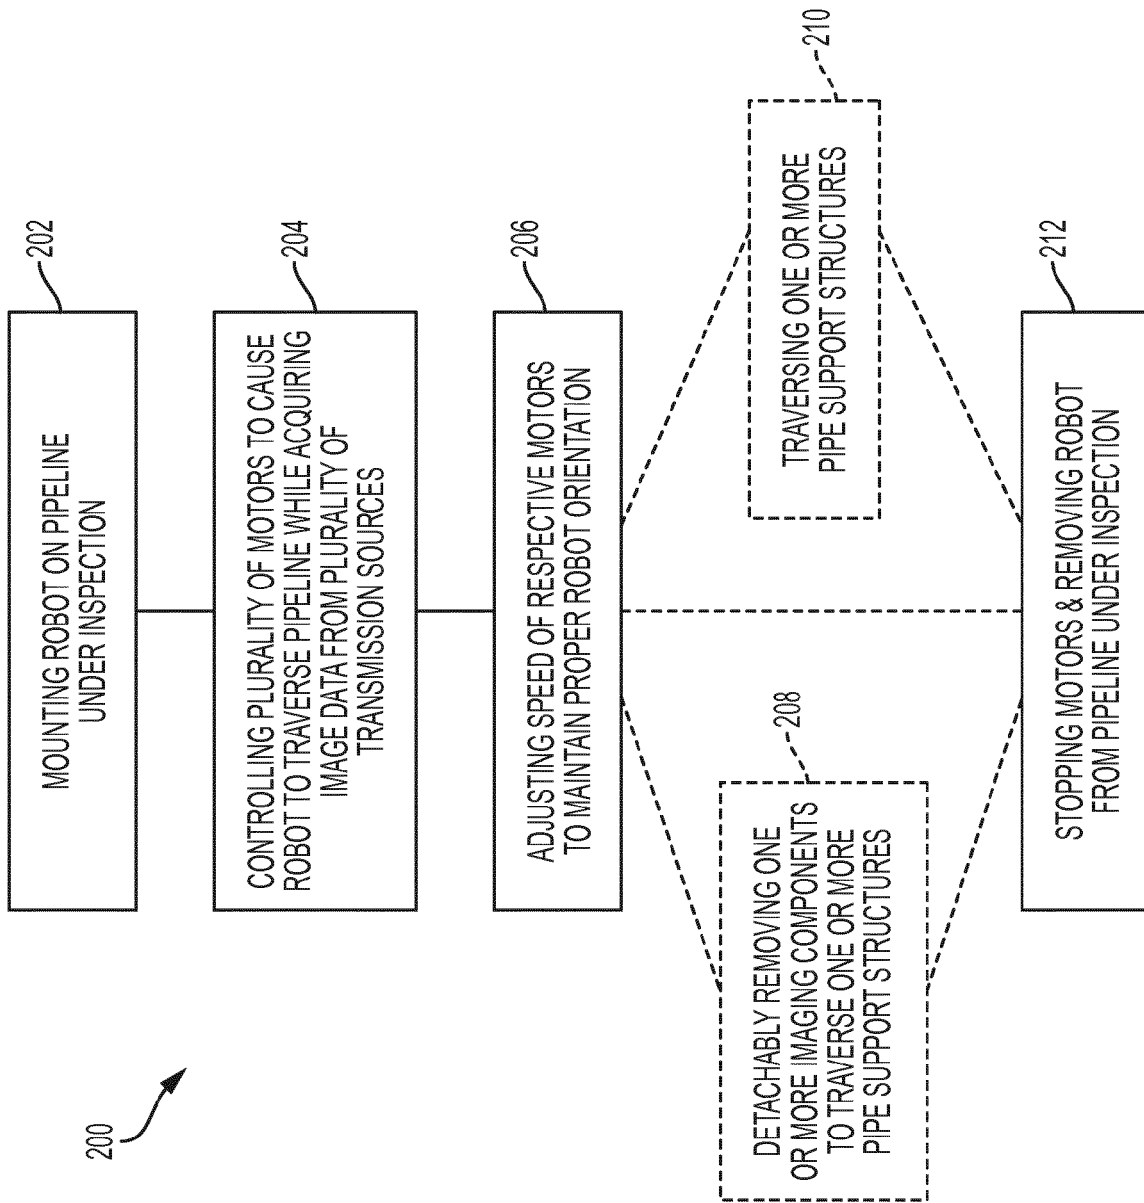 200
MOUNTING ROBOT ON PIPELINE
UNDER INSPECTION
202
CONTROLLING PLURALITY OF MOTORS TO CAUSE
ROBOT TO TRAVERSE PIPELINE WHILE ACQUIRING
IMAGE DATA FROM PLURALITY OF
TRANSMISSION SOURCES
204
ADJUSTING SPEED OF RESPECTIVE MOTORS
TO MAINTAIN PROPER ROBOT ORIENTATION
206
DETACHABLY REMOVING ONE
OR MORE IMAGING COMPONENTS
TO TRAVERSE ONE OR MORE
PIPE SUPPORT STRUCTURES
208
TRAVERSING ONE OR MORE
PIPE SUPPORT STRUCTURES
210
STOPPING MOTORS & REMOVING ROBOT
FROM PIPELINE UNDER INSPECTION
212